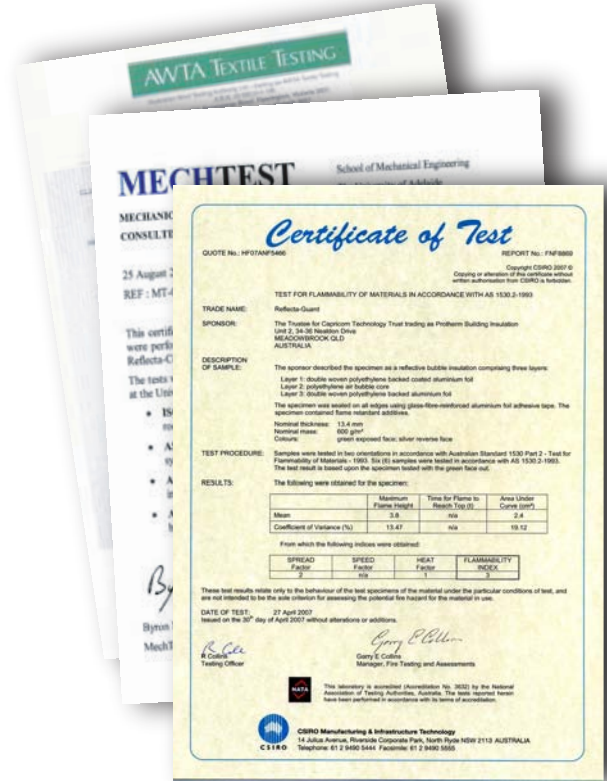 AWTA TEXTILE TESTING
MECHTEST
School of Mechanical Engineering
MECHANIC
CONSULTI
25 August 2
REF : MT-
This certifi
were perfo
Reflecta-C
The tests
at the Univ
Byron
MechT
Certificate of Test
QUOTE No.: HF07ANF5466
REPORT No.: FNF8869
Copyright CSIRO 2007 ©
Copying or alteration of this certificate without
written authorisation from CSIRO is forbidden.
TEST FOR FLAMMABILITY OF MATERIALS IN ACCORDANCE WITH AS 1530.2-1993
TRADE NAME: Reflecta-Guard
SPONSOR: The Trustee for Capricorn Technology Trust trading as Protherm Building Insulation
Unit 2, 34-36 Nealdon Drive
MEADOWBROOK QLD
AUSTRALIA
DESCRIPTION
OF SAMPLE: The sponsor described the specimen as a reflective bubble insulation comprising three layers:
Layer 1: double woven polyethylene backed coated aluminium foil
Layer 2: polyethylene air bubble core
Layer 3: double woven polyethylene backed aluminium foil
The specimen was sealed on all edges using glass-fibre-reinforced aluminium foil adhesive tape. The
specimen contained flame retardant additives.
Nominal thickness: 13.4 mm
Nominal mass: 600 g/m²
Colours: green exposed face; silver reverse face
TEST PROCEDURE: Samples were tested in two orientations in accordance with Australian Standard 1530 Part 2 - Test for
Flammability of Materials - 1993. Six (6) samples were tested in accordance with AS 1530.2-1993.
The test result is based upon the specimen tested with the green face out.
RESULTS: The following were obtained for the specimen:
Maximum Flame Height Time for Flame to Reach Top (t) Area Under Curve (cm²)
Mean 3.8 n/a 2.4
Coefficient of Variance (%) 13.47 n/a 19.12
From which the following indices were obtained:
SPREAD Factor SPEED Factor HEAT Factor FLAMMABILITY INDEX
2 n/a 1 3
These test results relate only to the behaviour of the test specimens of the material under the particular conditions of test, and
are not intended to be the sole criterion for assessing the potential fire hazard for the material in use.
DATE OF TEST: 27 April 2007
Issued on the 30th day of April 2007 without alterations or additions.
R Collins
Testing Officer
Garry E Collins
Garry E Collins
Manager, Fire Testing and Assessments
NATA
This laboratory is accredited (Accreditation No. 3632) by the National
Association of Testing Authorities, Australia. The tests reported herein
have been performed in accordance with its terms of accreditation.
CSIRO
CSIRO Manufacturing & Infrastructure Technology
14 Julius Avenue, Riverside Corporate Park, North Ryde NSW 2113 AUSTRALIA
Telephone: 61 2 9490 5444 Facsimile: 61 2 9490 5555